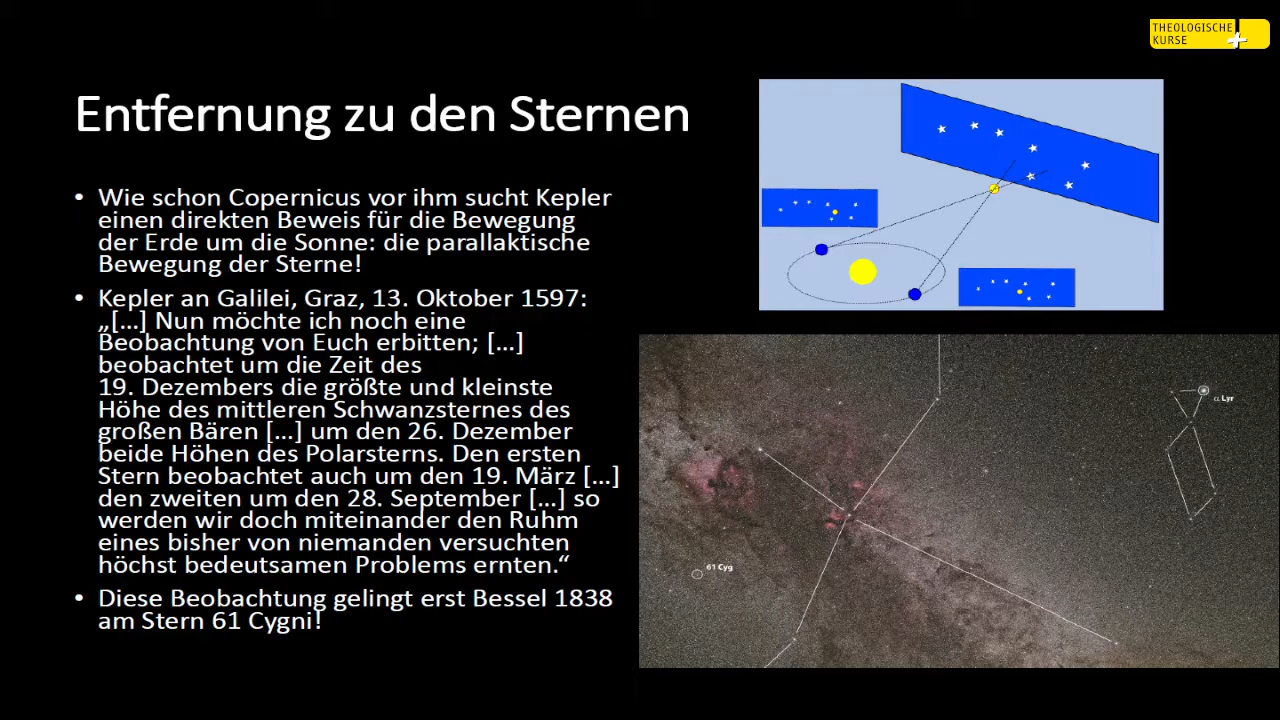 THEOLOGISCHE
KURSE
Entfernung zu den Sternen
• Wie schon Copernicus vor ihm sucht Kepler
einen direkten Beweis für die Bewegung
der Erde um die Sonne: die parallaktische
Bewegung der Sterne!
• Kepler an Galilei, Graz, 13. Oktober 1597:
„[...] Nun möchte ich noch eine
Beobachtung von Euch erbitten; [...]
beobachtet um die Zeit des
19. Dezembers die größte und kleinste
Höhe des mittleren Schwanzsternes des
großen Bären [...] um den 26. Dezember
beide Höhen des Polarsterns. Den ersten
Stern beobachtet auch um den 19. März [...]
den zweiten um den 28. September [...] so
werden wir doch miteinander den Ruhm
eines bisher von niemanden versuchten
höchst bedeutsamen Problems ernten.“
• Diese Beobachtung gelingt erst Bessel 1838
am Stern 61 Cygni!
α Lyr
61 Cyg